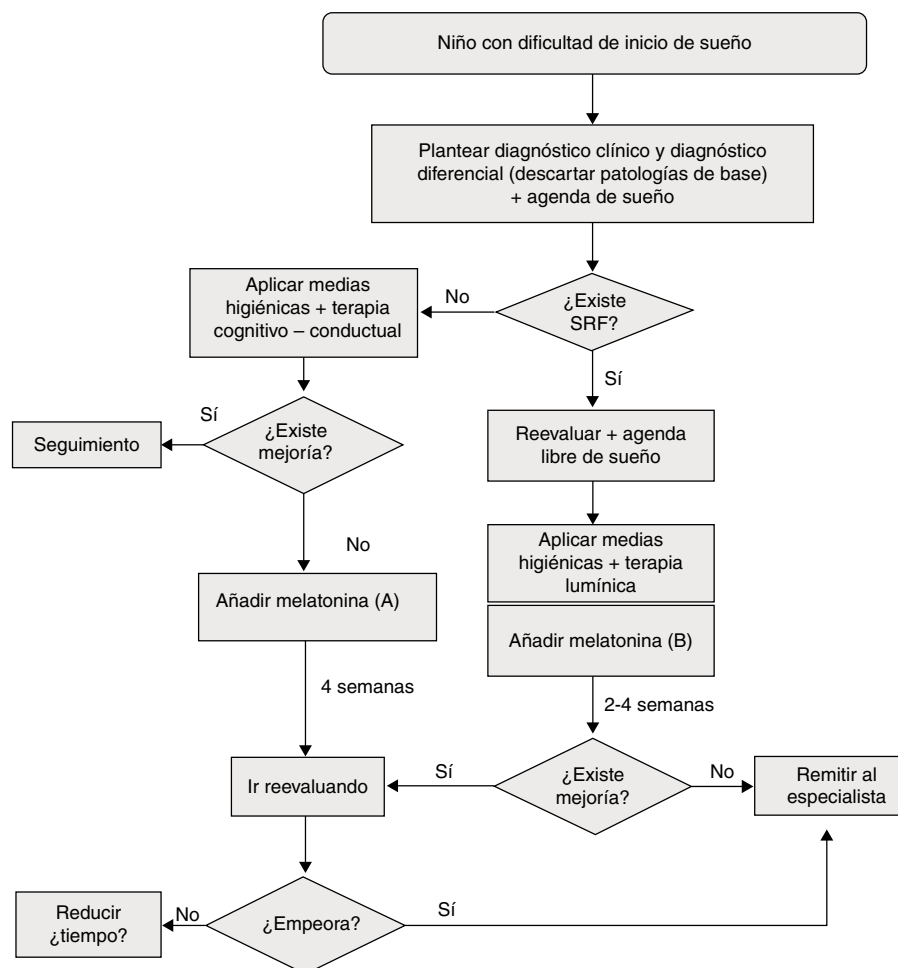 Niño con dificultad de inicio de sueño
Plantear diagnóstico clínico y diagnóstico
diferencial (descartar patologías de base)
+ agenda de sueño
Aplicar medias
higiénicas + terapia
cognitivo – conductual
No
¿Existe
SRF?
Sí
Seguimiento
Sí
¿Existe
mejoría?
Reevaluar + agenda
libre de sueño
No
Aplicar medias
higiénicas + terapia
lumínica
Añadir melatonina (A)
Añadir melatonina (B)
4 semanas
2-4 semanas
Ir reevaluando
Sí
¿Existe
mejoría?
No
Remitir al
especialista
Reducir
¿tiempo?
No
¿Empeora?
Sí